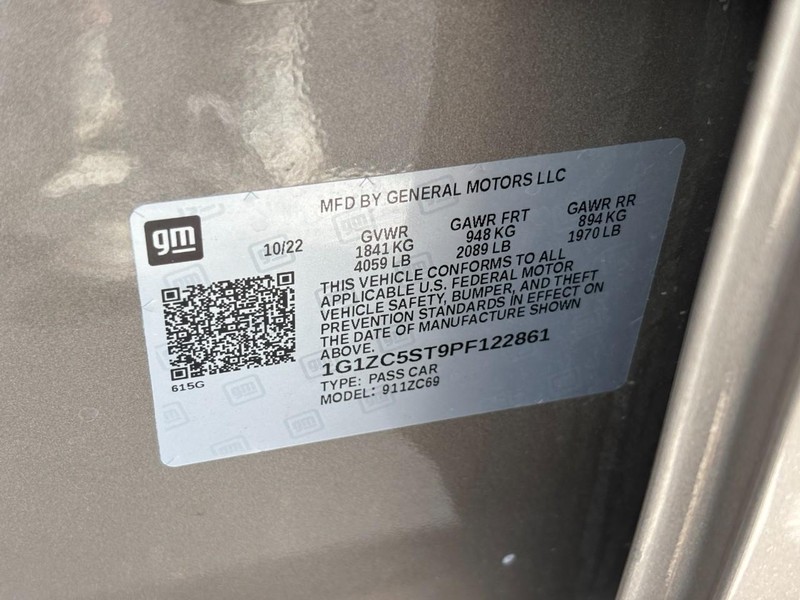 MFD BY GENERAL MOTORS LLC
gm
10/22
GVWR
1841 KG
4059 LB
GAWR FRT
948 KG
2089 LB
GAWR RR
894 KG
1970 LB
THIS VEHICLE CONFORMS TO ALL
APPLICABLE U.S. FEDERAL MOTOR
VEHICLE SAFETY, BUMPER, AND THEFT
PREVENTION STANDARDS IN EFFECT ON
THE DATE OF MANUFACTURE SHOWN
ABOVE.
1G1ZC5ST9PF122861
TYPE: PASS CAR
MODEL: 911ZC69
615G